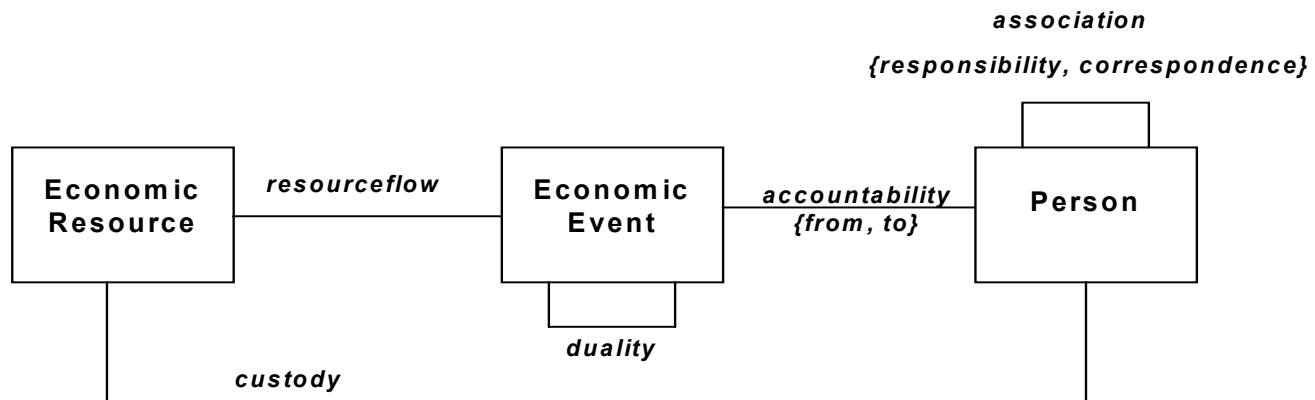 association
{responsibility, correspondence}
Economic
Resource
resourceflow
Economic
Event
accountability
{from, to}
Person
duality
custody